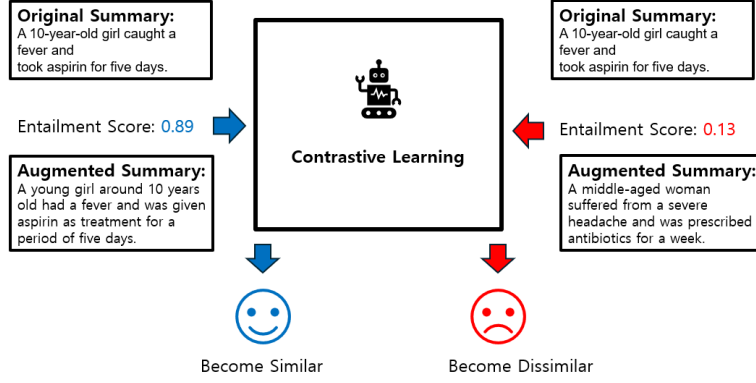 Original Summary:
A 10-year-old girl caught a
fever and
took aspirin for five days.
Entailment Score: 0.89
Augmented Summary:
A young girl around 10 years
old had a fever and was given
aspirin as treatment for a
period of five days.
Contrastive Learning
Original Summary:
A 10-year-old girl caught a
fever and
took aspirin for five days.
Entailment Score: 0.13
Augmented Summary:
A middle-aged woman
suffered from a severe
headache and was prescribed
antibiotics for a week.
Become Similar
Become Dissimilar